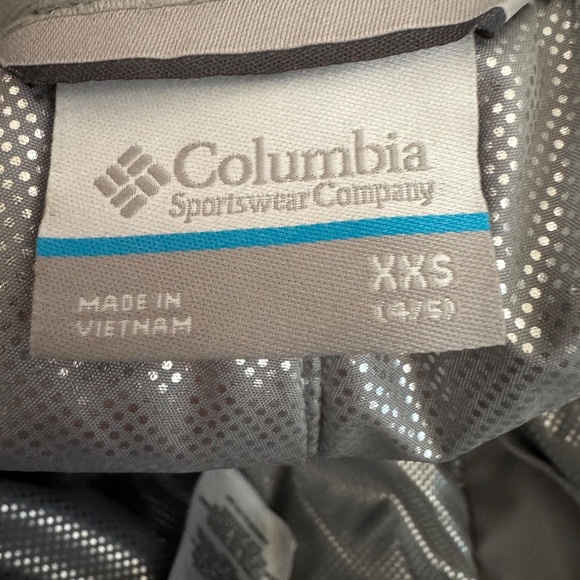 Columbia
Sportswear Company
XXS
(4/5)
MADE IN
VIETNAM